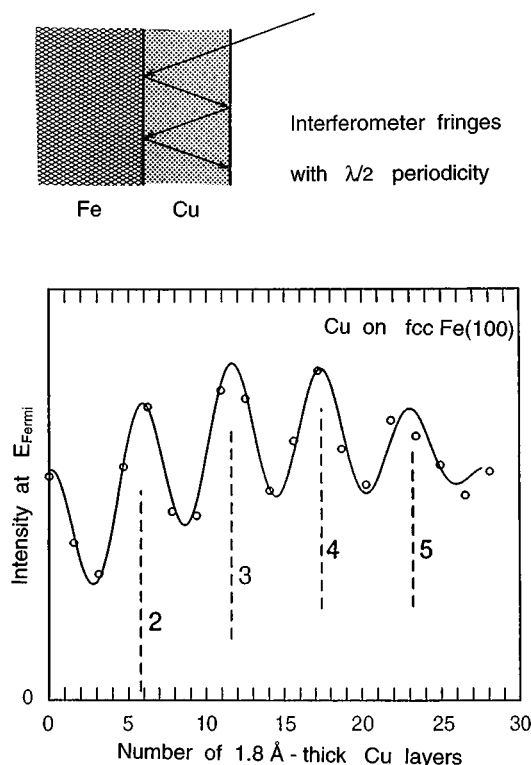 Interferometer fringes
with λ/2 periodicity
Fe Cu
Cu on fcc Fe(100)
Intensity at E_Fermi
2
3
4
5
0
0 5 10 15 20 25 30
Number of 1.8 Å - thick Cu layers